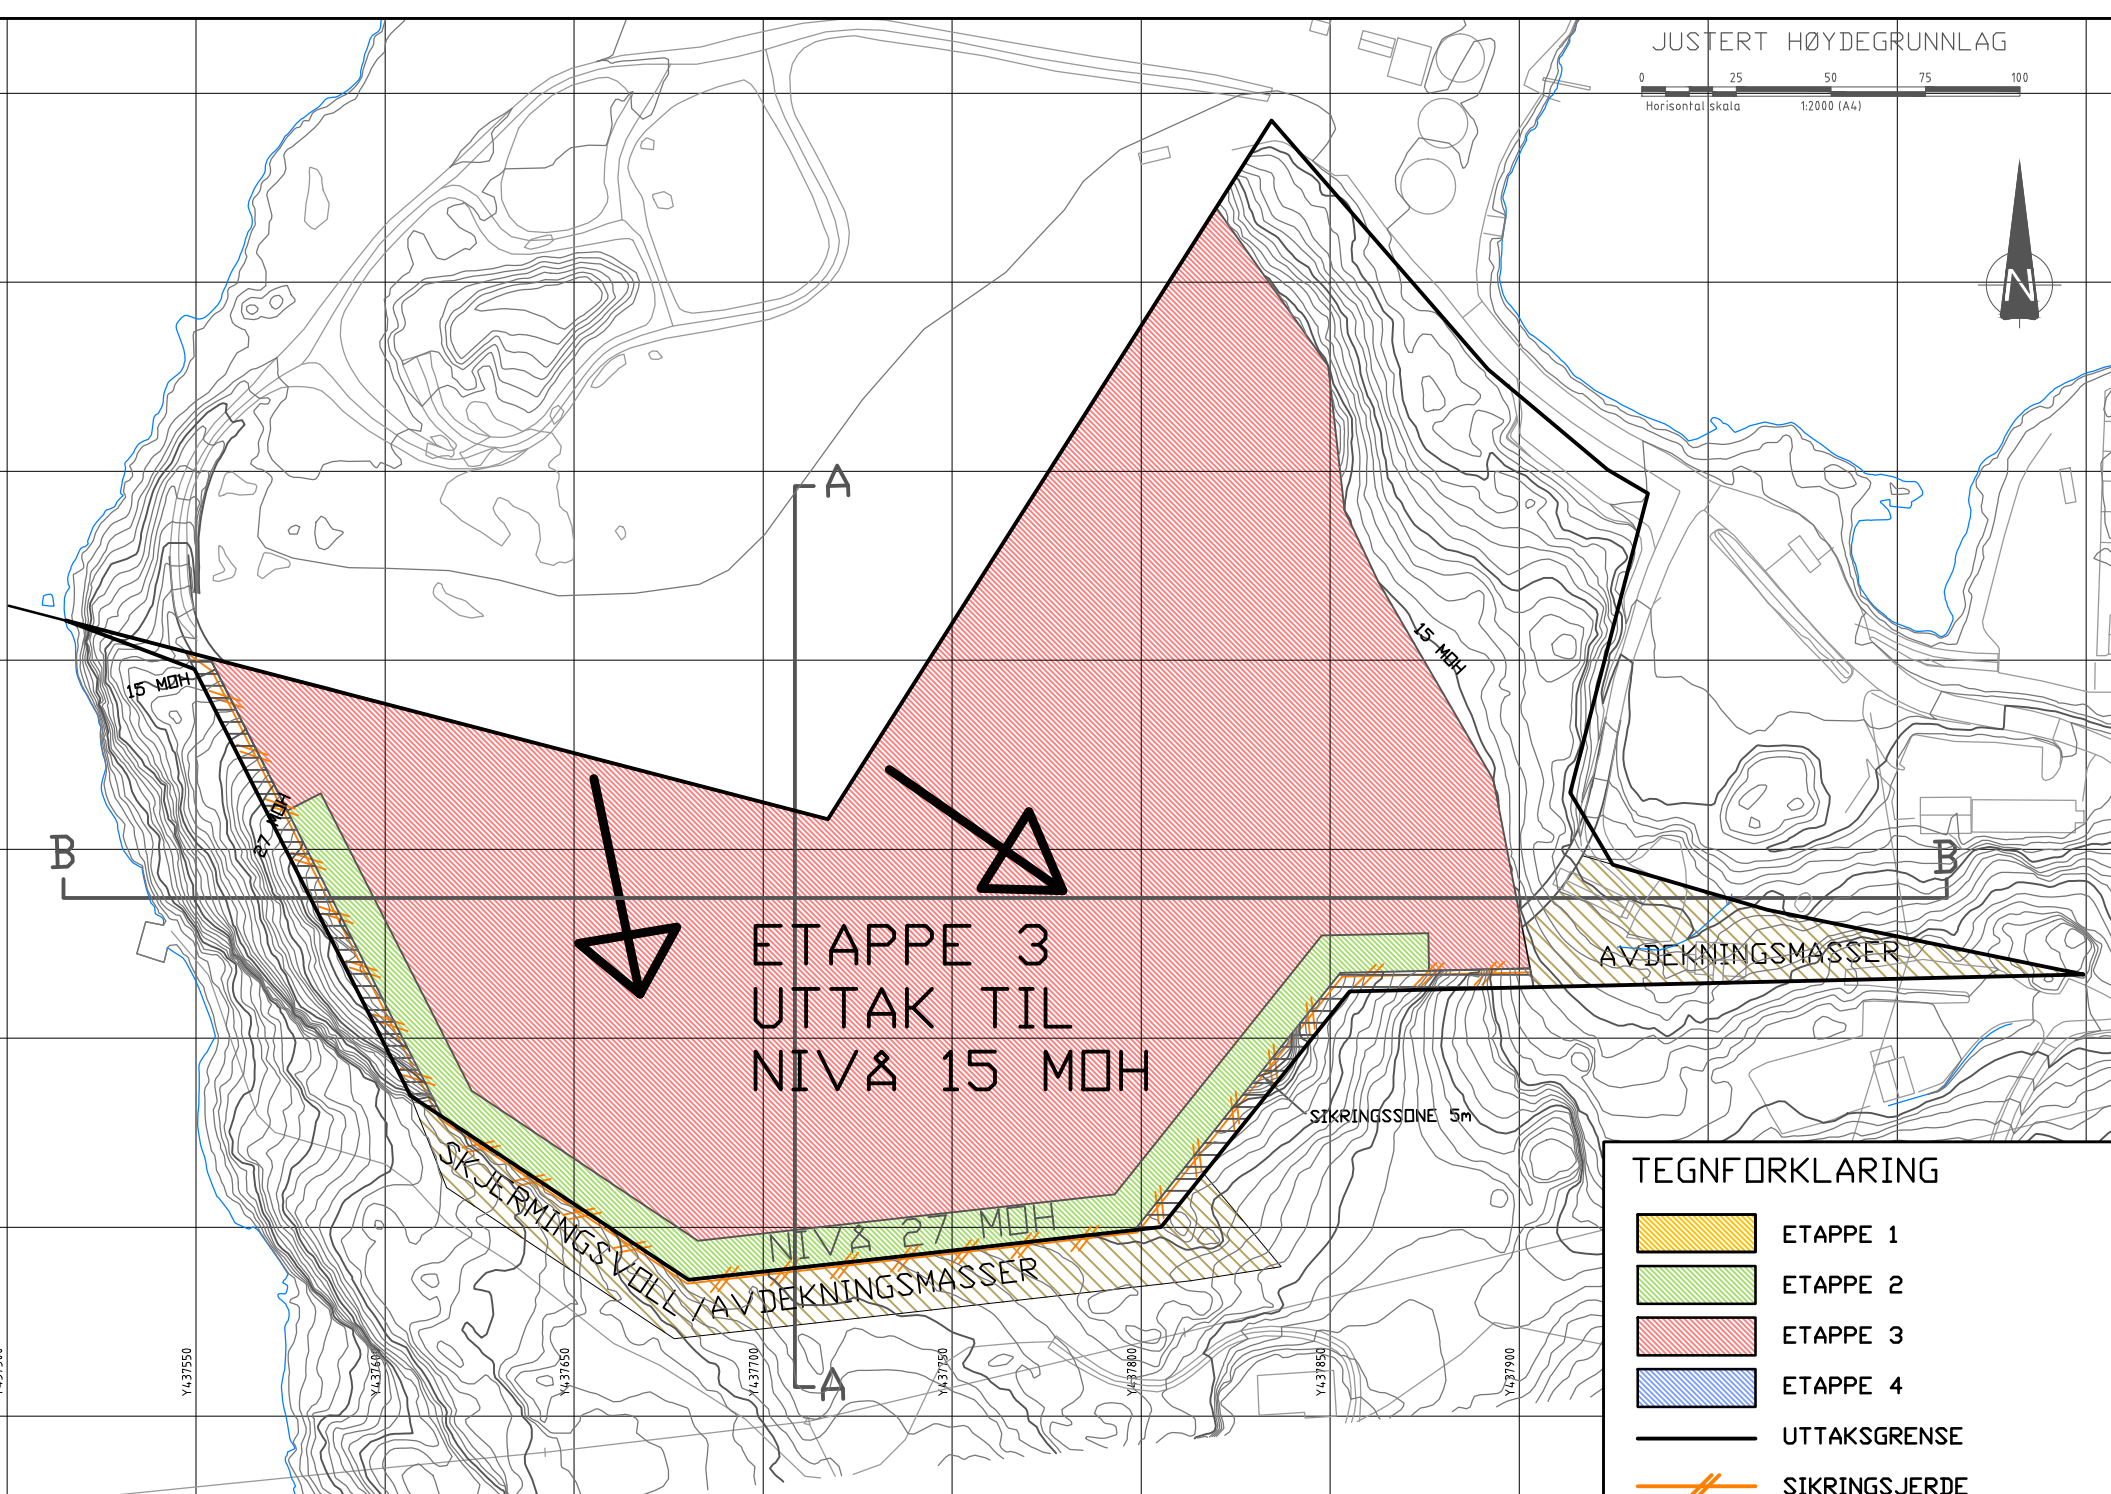 JUSTERT HØYDEGRUNNLAG
0 25 50 75 100
Horisontal skala 1:2000 (A4)
N
A
15 MOH
15 MOH
27 MOH
B
B
ETAPPE 3
UTTAK TIL
NIVÅ 15 MOH
AVDEKNINGSMASSER
SIKRINGSSONE 5m
SKJERMINGSVOLL /AVDEKNINGSMASSER
NIVÅ 27 MOH
A
Y437550
Y437600
Y437650
Y437700
Y437750
Y437800
Y437850
Y437900
TEGNFORKLARING
ETAPPE 1
ETAPPE 2
ETAPPE 3
ETAPPE 4
UTTAKSGRENSE
SIKRINGSJERDE